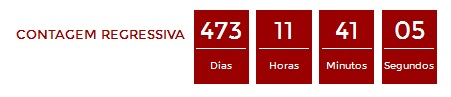 CONTAGEM REGRESSIVA
473 11 41 05
Dias Horas Minutos Segundos